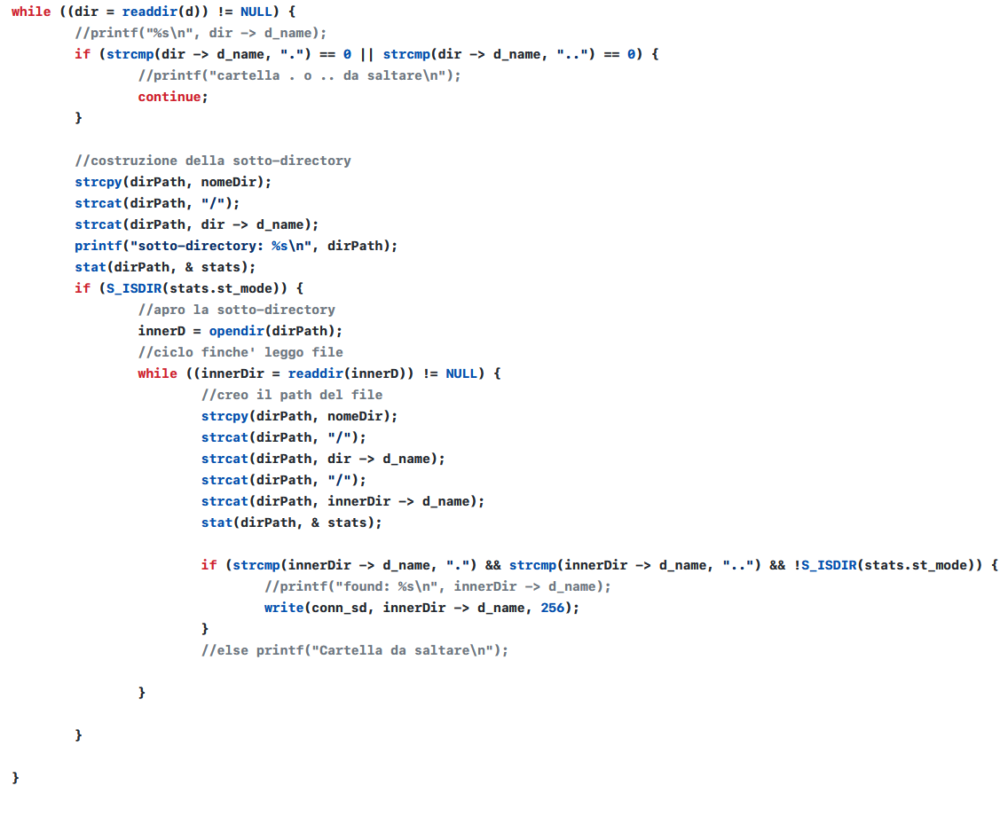 while ((dir = readdir(d)) != NULL) {
//printf("%s\n", dir -> d_name);
if (strcmp(dir -> d_name, ".") == 0 || strcmp(dir -> d_name, "..") == 0) {
//printf("cartella . o .. da saltare\n");
continue;
}
//costruzione della sotto-directory
strcpy(dirPath, nomeDir);
strcat(dirPath, "/");
strcat(dirPath, dir -> d_name);
printf("sotto-directory: %s\n", dirPath);
stat(dirPath, & stats);
if (S_ISDIR(stats.st_mode)) {
//apro la sotto-directory
innerD = opendir(dirPath);
//ciclo finche' leggo file
while ((innerDir = readdir(innerD)) != NULL) {
//creo il path del file
strcpy(dirPath, nomeDir);
strcat(dirPath, "/");
strcat(dirPath, dir -> d_name);
strcat(dirPath, "/");
strcat(dirPath, innerDir -> d_name);
stat(dirPath, & stats);
if (strcmp(innerDir -> d_name, ".") && strcmp(innerDir -> d_name, "..") && !S_ISDIR(stats.st_mode)) {
//printf("found: %s\n", innerDir -> d_name);
write(conn_sd, innerDir -> d_name, 256);
}
//else printf("Cartella da saltare\n");
}
}
}